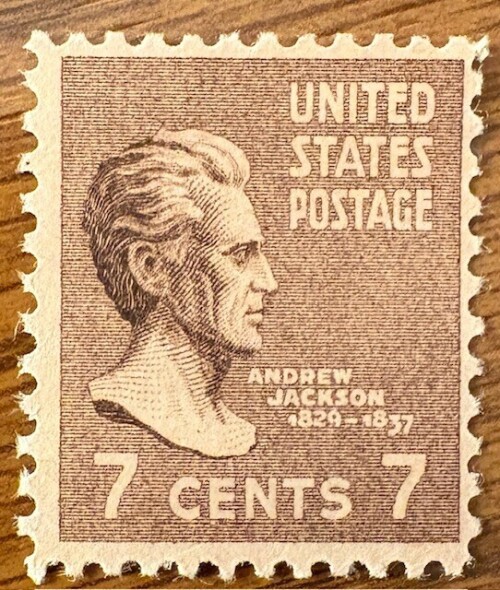 UNITED
STATES
POSTAGE
ANDREW
JACKSON
1829-1837
7 CENTS 7